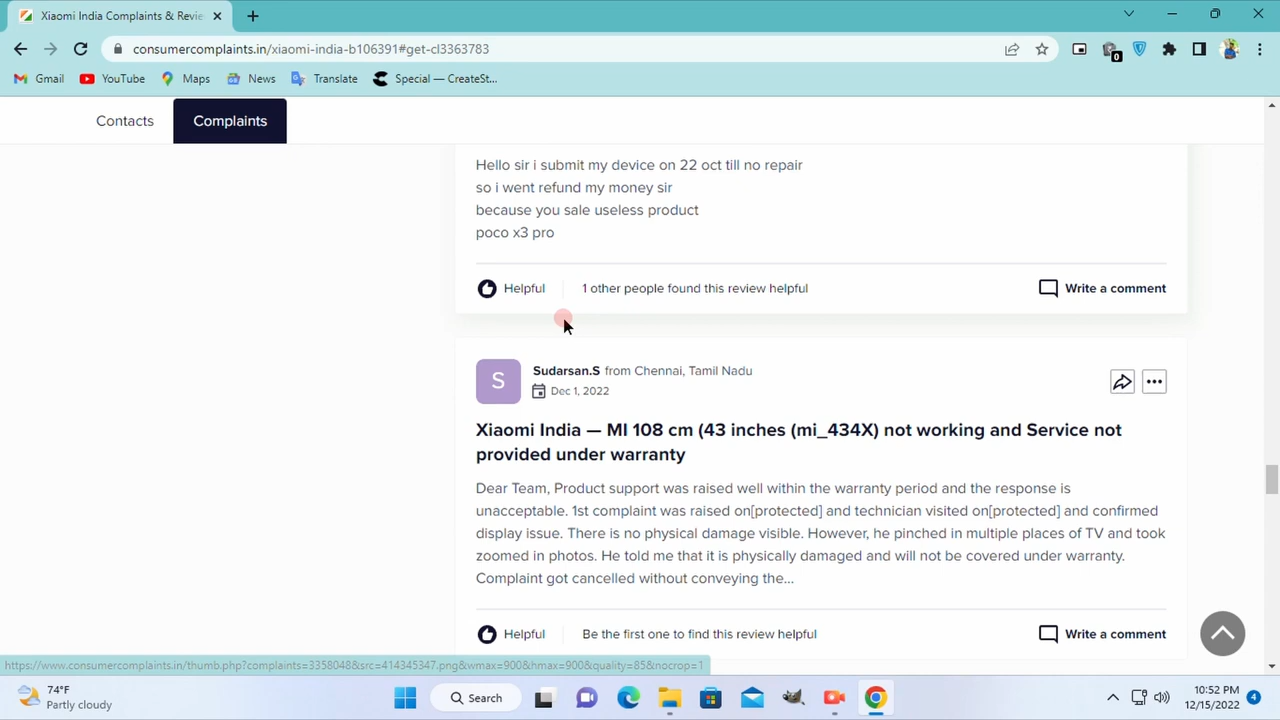 Xiaomi India Complaints & Revie
consumercomplaints.in/xiaomi-india-b106391#get-cl3363783
0
Gmail
YouTube
Maps
News
Translate
Special — CreateSt...
Contacts
Complaints
Hello sir i submit my device on 22 oct till no repair
so i went refund my money sir
because you sale useless product
poco x3 pro
Helpful
1 other people found this review helpful
Write a comment
S
Sudarsan.S from Chennai, Tamil Nadu
Dec 1, 2022
Xiaomi India — MI 108 cm (43 inches (mi_434X) not working and Service not
provided under warranty
Dear Team, Product support was raised well within the warranty period and the response is
unacceptable. 1st complaint was raised on[protected] and technician visited on[protected] and confirmed
display issue. There is no physical damage visible. However, he pinched in multiple places of TV and took
zoomed in photos. He told me that it is physically damaged and will not be covered under warranty.
Complaint got cancelled without conveying the...
Helpful
Be the first one to find this review helpful
Write a comment
https://www.consumercomplaints.in/thumb.php?complaints=3358048&src=414345347.png&wmax=900&hmax=900&quality=85&nocrop=1
74°F
Partly cloudy
Search
10:52 PM
12/15/2022
4